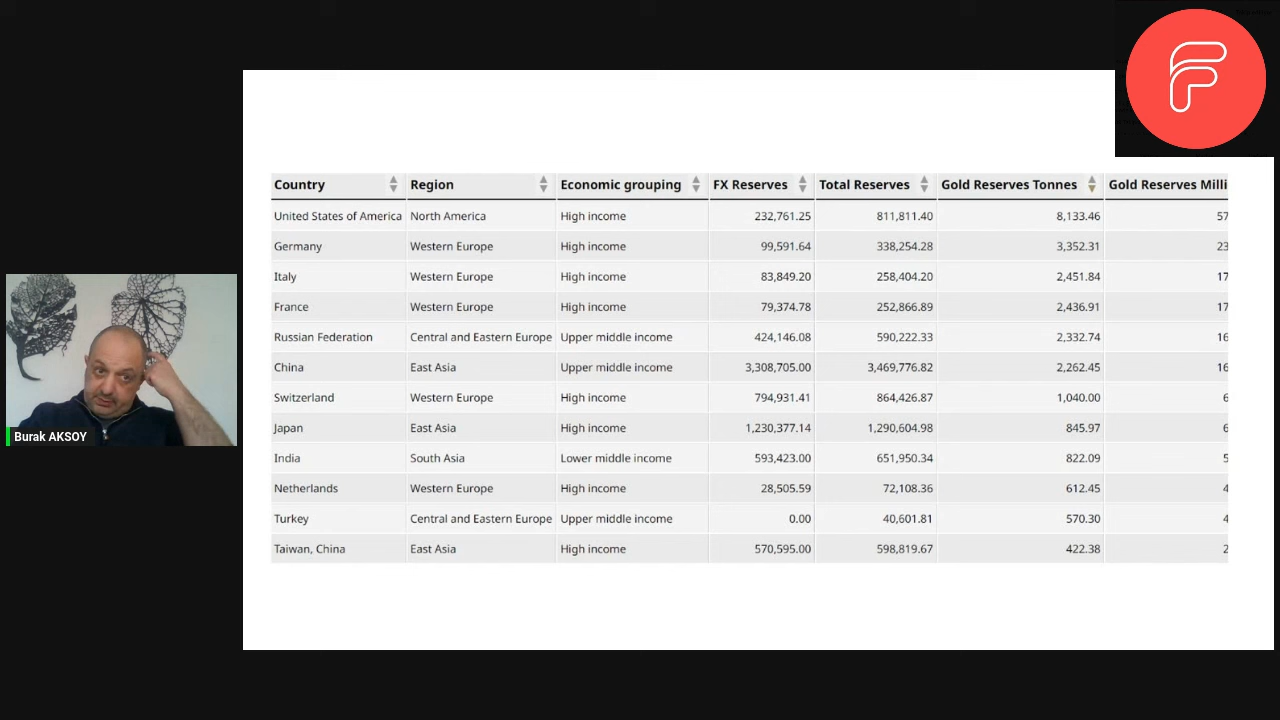 Country Region Economic grouping FX Reserves Total Reserves Gold Reserves Tonnes Gold Reserves Milli
United States of America North America High income 232,761.25 811,811.40 8,133.46 57
Germany Western Europe High income 99,591.64 338,254.28 3,352.31 23
Italy Western Europe High income 83,849.20 258,404.20 2,451.84 17
France Western Europe High income 79,374.78 252,866.89 2,436.91 17
Russian Federation Central and Eastern Europe Upper middle income 424,146.08 590,222.33 2,332.74 16
China East Asia Upper middle income 3,308,705.00 3,469,776.82 2,262.45 16
Switzerland Western Europe High income 794,931.41 864,426.87 1,040.00 6
Japan East Asia High income 1,230,377.14 1,290,604.98 845.97 6
India South Asia Lower middle income 593,423.00 651,950.34 822.09 5
Netherlands Western Europe High income 28,505.59 72,108.36 612.45 4
Turkey Central and Eastern Europe Upper middle income 0.00 40,601.81 570.30 4
Taiwan, China East Asia High income 570,595.00 598,819.67 422.38 2
Burak AKSOY